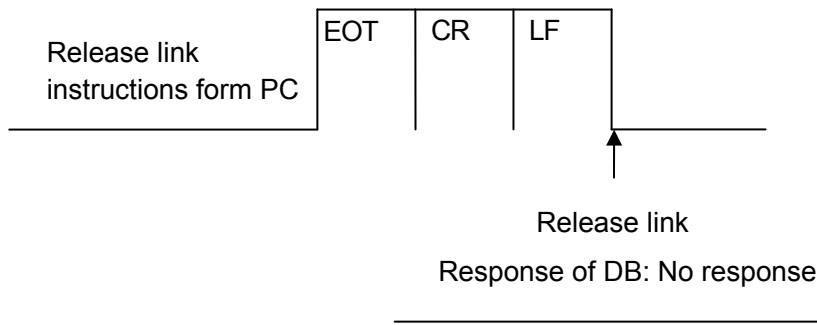 EOT CR LF
Release link
instructions form PC
Release link
Response of DB: No response